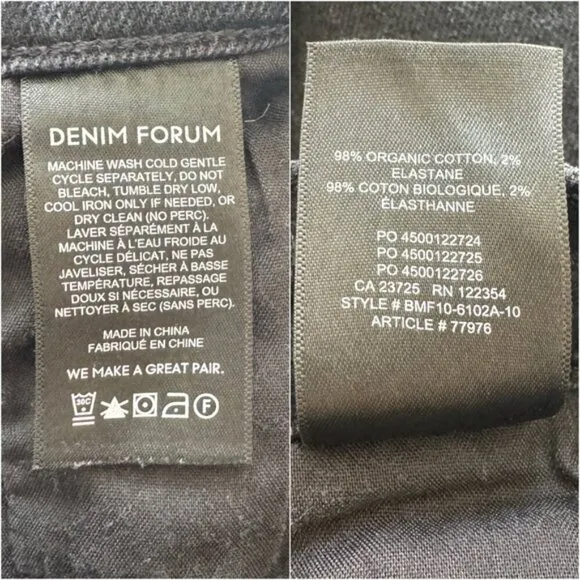 DENIM FORUM
MACHINE WASH COLD GENTLE
CYCLE SEPARATELY, DO NOT
BLEACH, TUMBLE DRY LOW,
COOL IRON ONLY IF NEEDED, OR
DRY CLEAN (NO PERC).
LAVER SÉPARÉMENT À LA
MACHINE À L'EAU FROIDE AU
CYCLE DÉLICAT, NE PAS
JAVELISER, SÉCHER À BASSE
TEMPÉRATURE, REPASSAGE
DOUX SI NÉCESSAIRE, OU
NETTOYER À SEC (SANS PERC).
MADE IN CHINA
FABRIQUÉ EN CHINE
WE MAKE A GREAT PAIR.
30C F
98% ORGANIC COTTON, 2%
ELASTANE
98% COTON BIOLOGIQUE, 2%
ÉLASTHANNE
PO 4500122724
PO 4500122725
PO 4500122726
CA 23725 RN 122354
STYLE # BMF10-6102A-10
ARTICLE # 77976